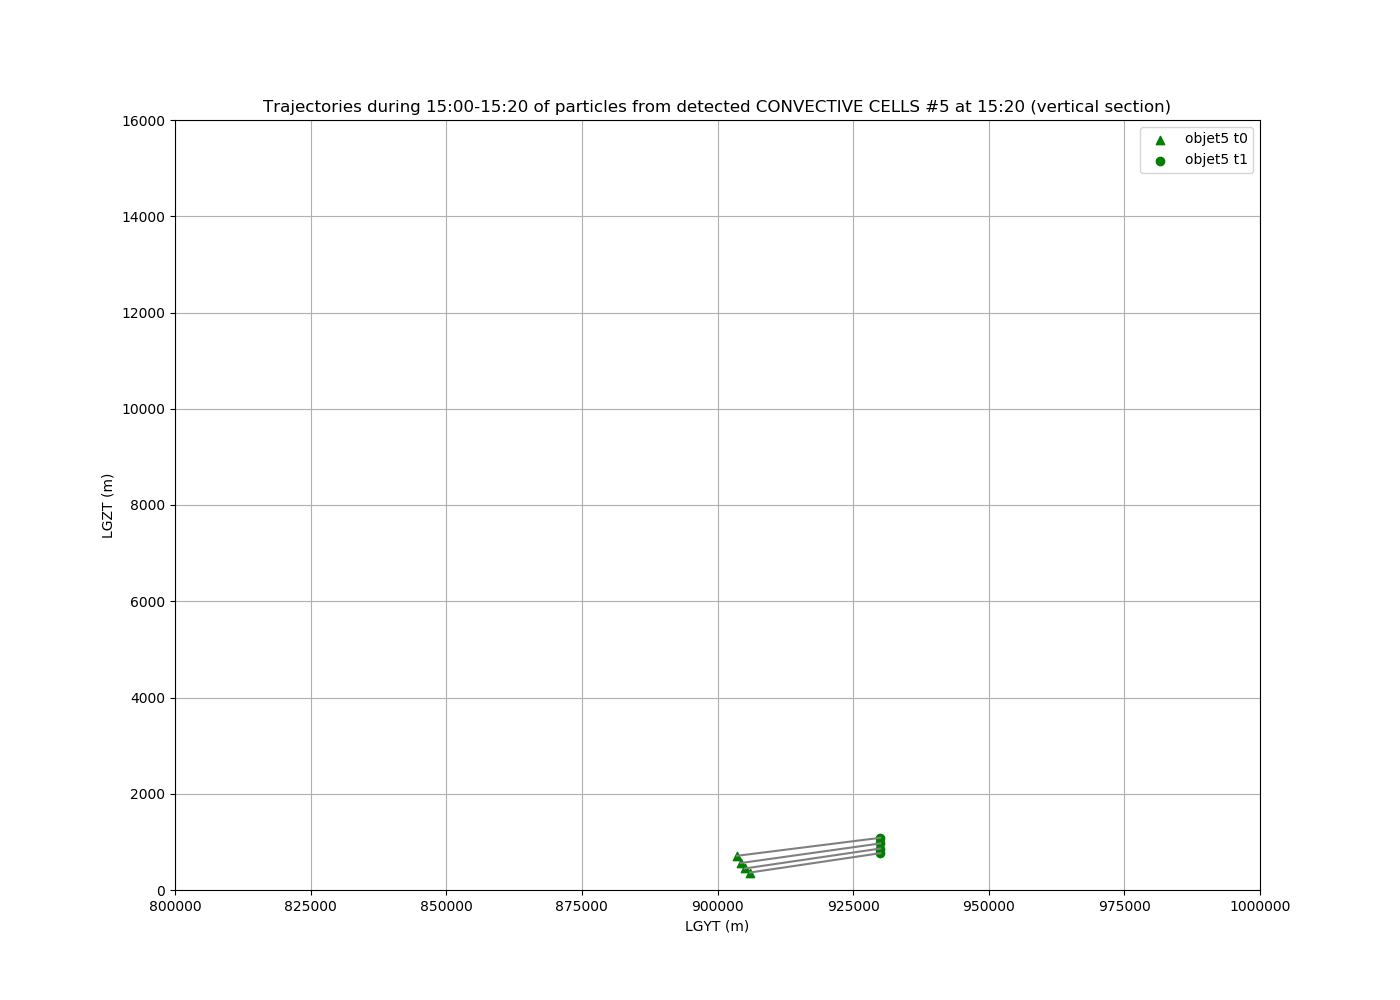 Trajectories during 15:00-15:20 of particles from detected CONVECTIVE CELLS #5 at 15:20 (vertical section)
objet5 t0
objet5 t1
16000
14000
12000
10000
8000
6000
4000
2000
0
LGZT (m)
800000 825000 850000 875000 900000 925000 950000 975000 1000000
LGYT (m)